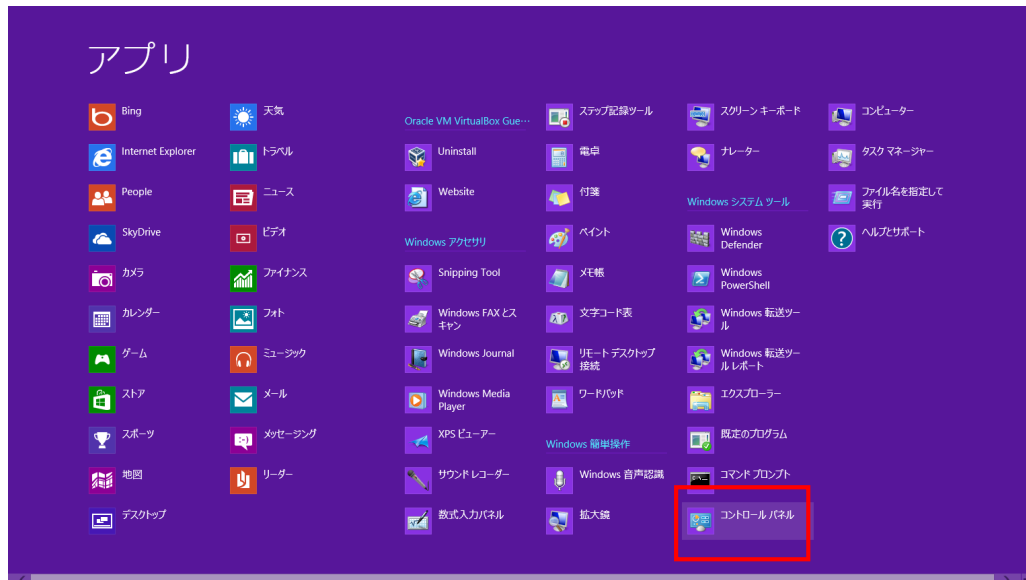 アプリ
Bing
Internet Explorer
People
SkyDrive
カメラ
カレンダー
ゲーム
ストア
スポーツ
地図
デスクトップ
天気
トラベル
ニュース
ビデオ
ファイナンス
フォト
ミュージック
メール
メッセージング
リーダー
Oracle VM VirtualBox Gue…
Uninstall
Website
Windows アクセサリ
Snipping Tool
Windows FAX とス
キャン
Windows Journal
Windows Media
Player
XPS ビューアー
サウンド レコーダー
数式入力パネル
ステップ記録ツール
電卓
付箋
ペイント
メモ帳
文字コード表
リモート デスクトップ
接続
ワードパッド
Windows 簡単操作
Windows 音声認識
拡大鏡
スクリーン キーボード
ナレーター
Windows システム ツール
Windows
Defender
Windows
PowerShell
Windows 転送ツー
ル
Windows 転送ツー
ル レポート
エクスプローラー
既定のプログラム
コマンド プロンプト
コントロール パネル
コンピューター
タスク マネージャー
ファイル名を指定して
実行
ヘルプとサポート